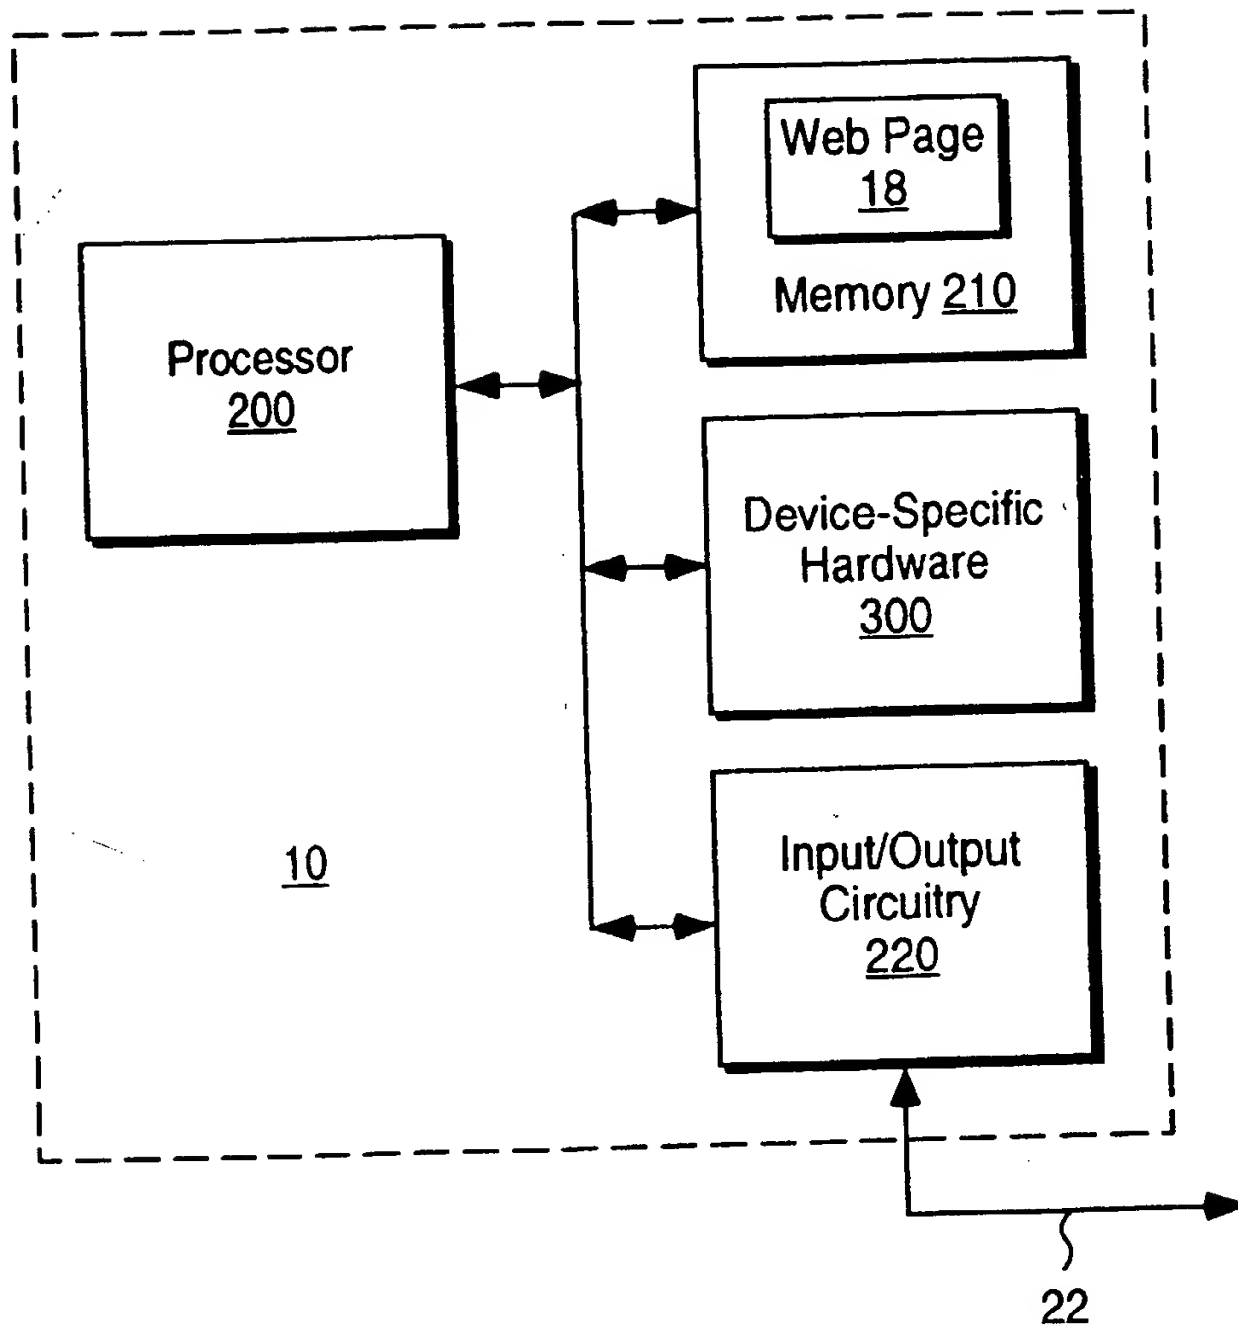 Web Page
18
Memory 210
Processor
200
Device-Specific
Hardware
300
Input/Output
Circuitry
220
10
22